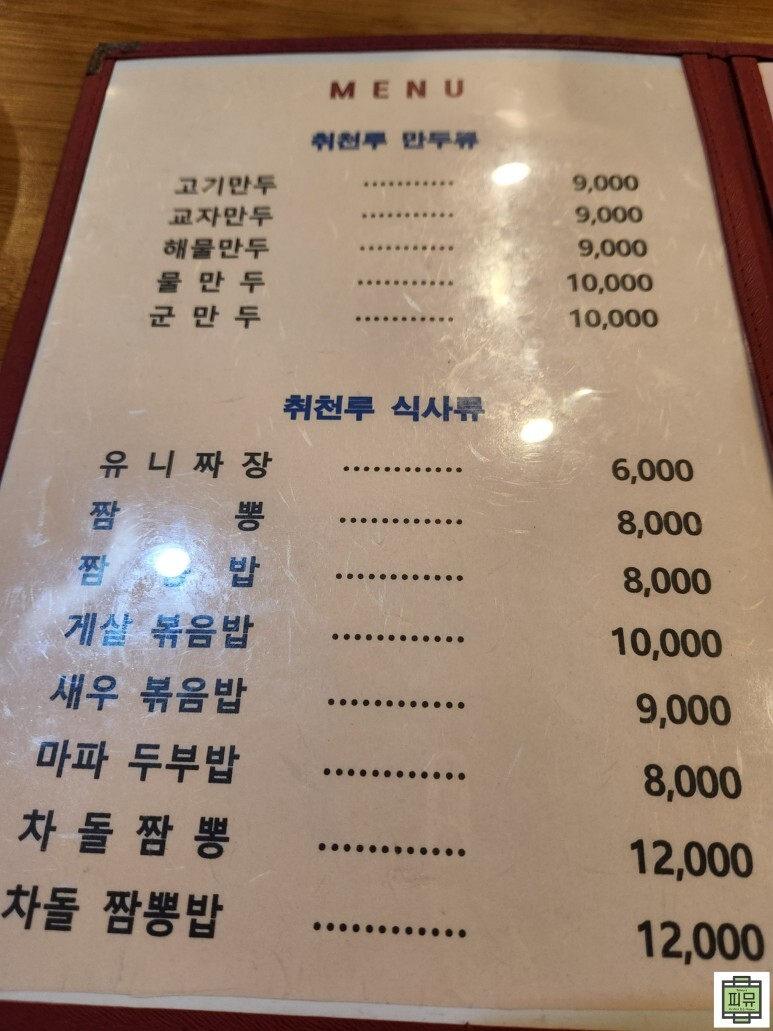 MENU
취천루 만두류
고기만두 ........... 9,000
교자만두 ........... 9,000
해물만두 ........... 9,000
물 만 두 ........... 10,000
군 만 두 ........... 10,000
취천루 식사류
유 니 짜 장 ............ 6,000
짬 뽕 ............ 8,000
짬 밥 ............ 8,000
게살 볶음밥 ............ 10,000
새우 볶음밥 ............ 9,000
마파 두부밥 ............ 8,000
차 돌 짬 뽕 ............ 12,000
차돌 짬뽕밥 ............ 12,000
피뮤